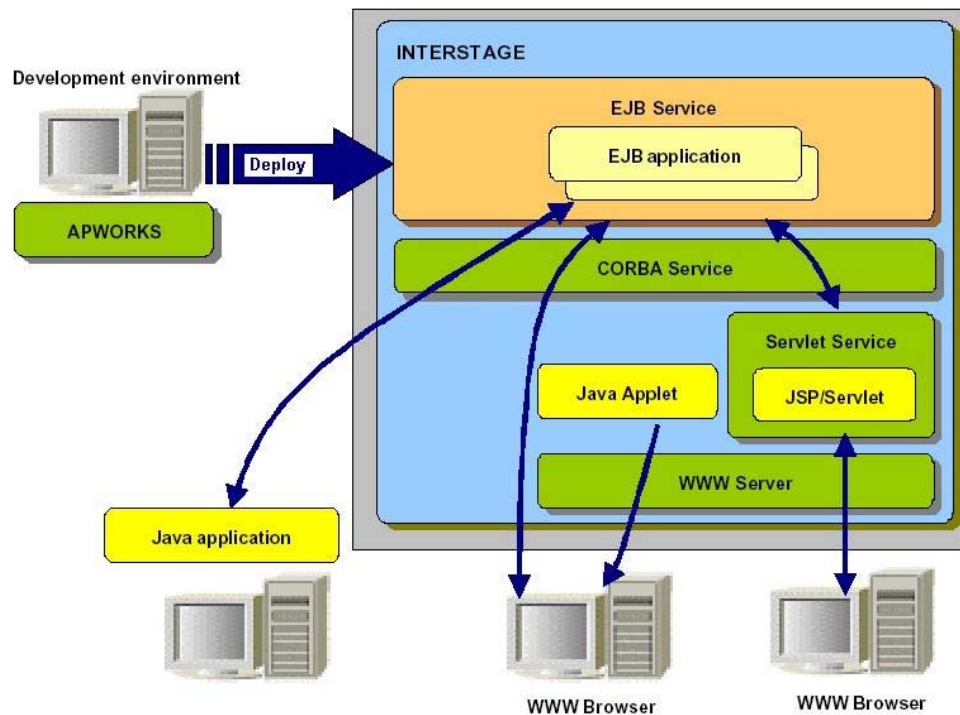 INTERSTAGE
Development environment
EJB Service
EJB application
Deploy
APWORKS
CORBA Service
Servlet Service
Java Applet
JSP/Servlet
WWW Server
Java application
WWW Browser
WWW Browser